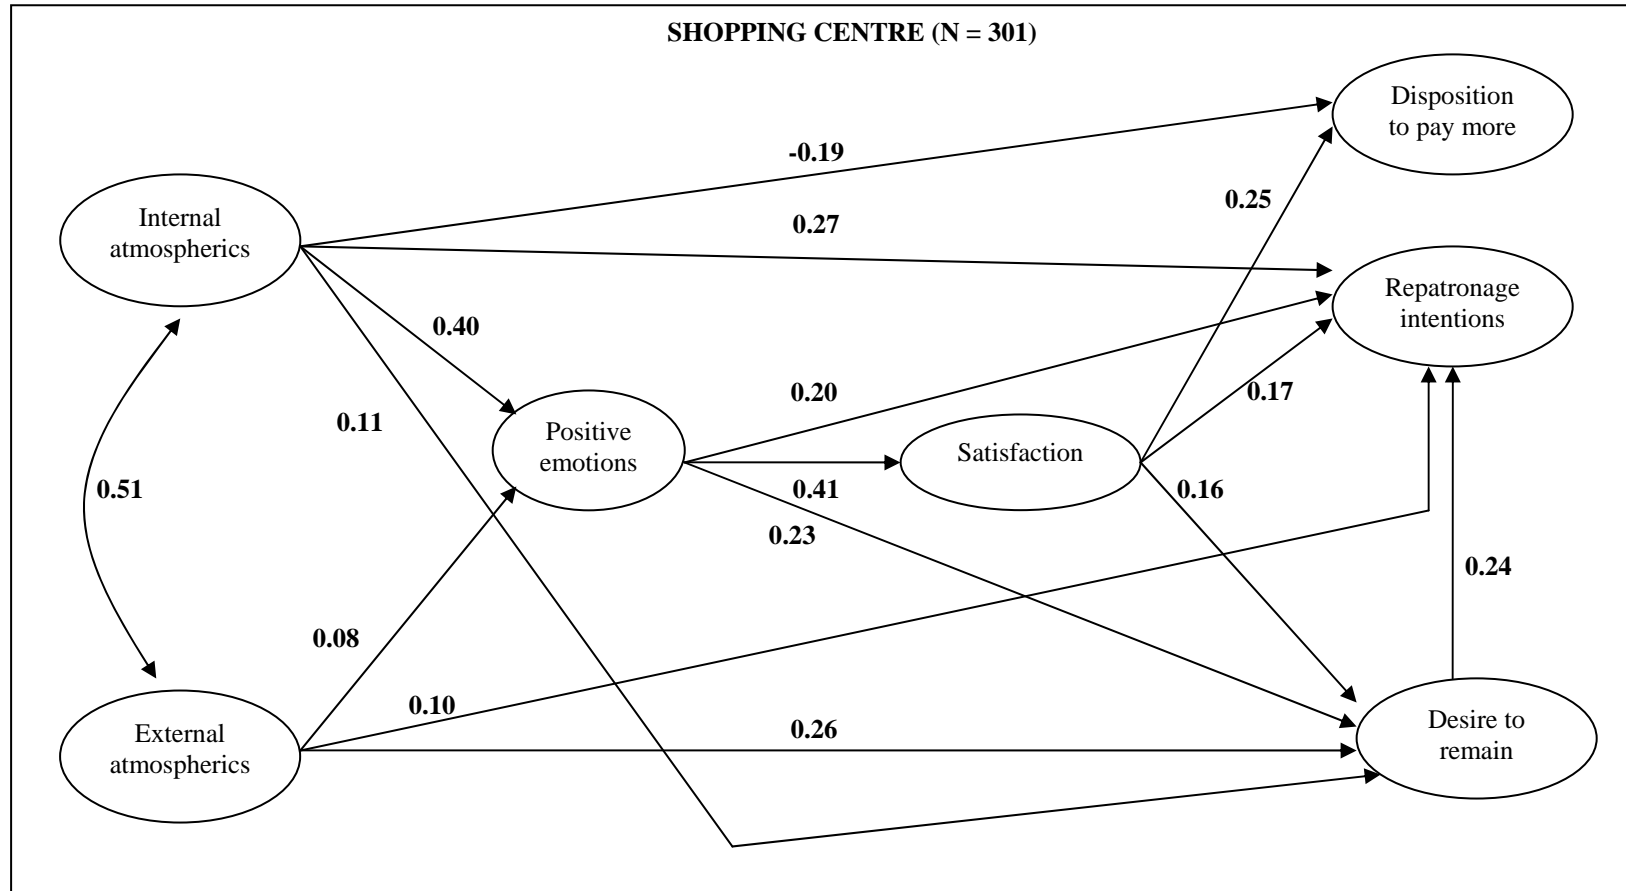 SHOPPING CENTRE (N = 301)
Disposition
to pay more
-0.19
0.25
Internal
atmospherics
0.27
Repatronage
intentions
0.40
0.20
0.17
0.11
Positive
emotions
Satisfaction
0.51
0.41
0.16
0.23
0.24
0.08
0.10
0.26
External
atmospherics
Desire to
remain